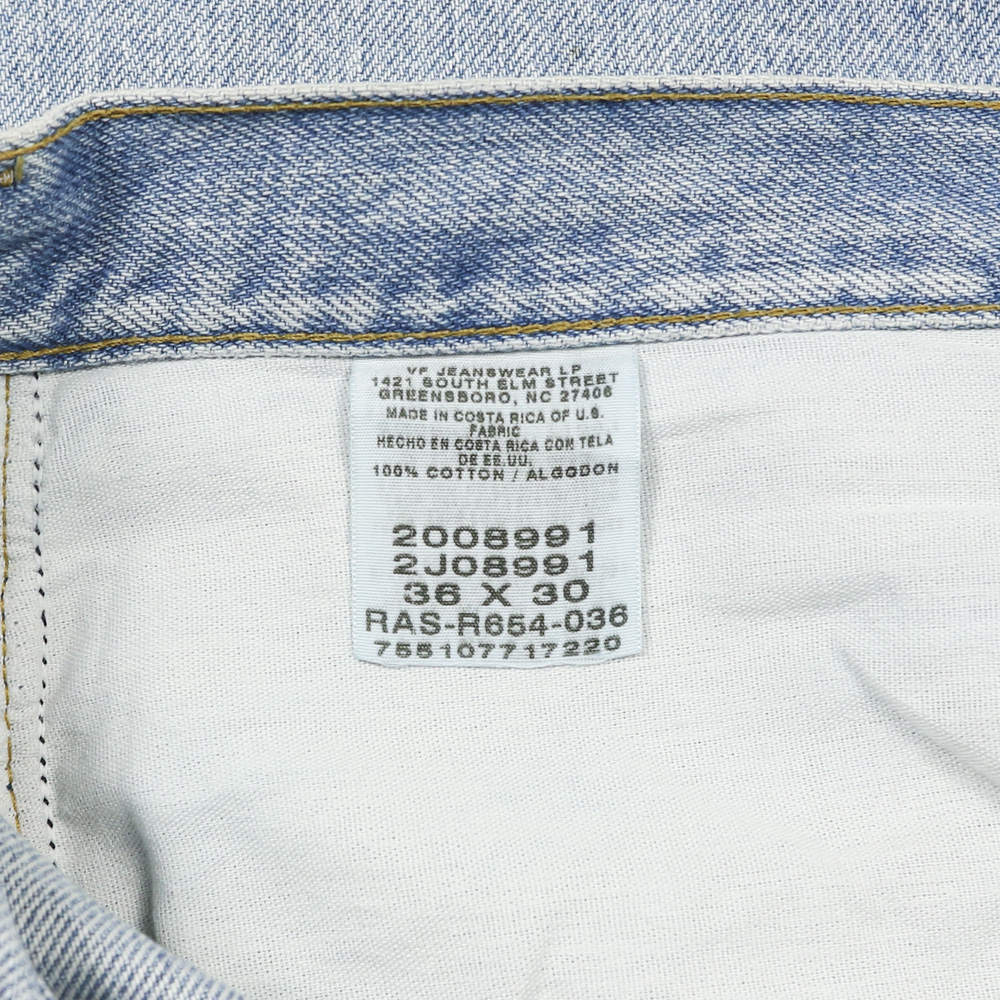 VF JEANSWEAR LP
1421 SOUTH ELM STREET
GREENSBORO, NC 27406
MADE IN COSTA RICA OF U.S.
FABRIC
HECHO EN COSTA RICA CON TELA
DE EE.UU.
100% COTTON / ALGODON
2008991
2J08991
36 X 30
RAS-R654-036
755107717220